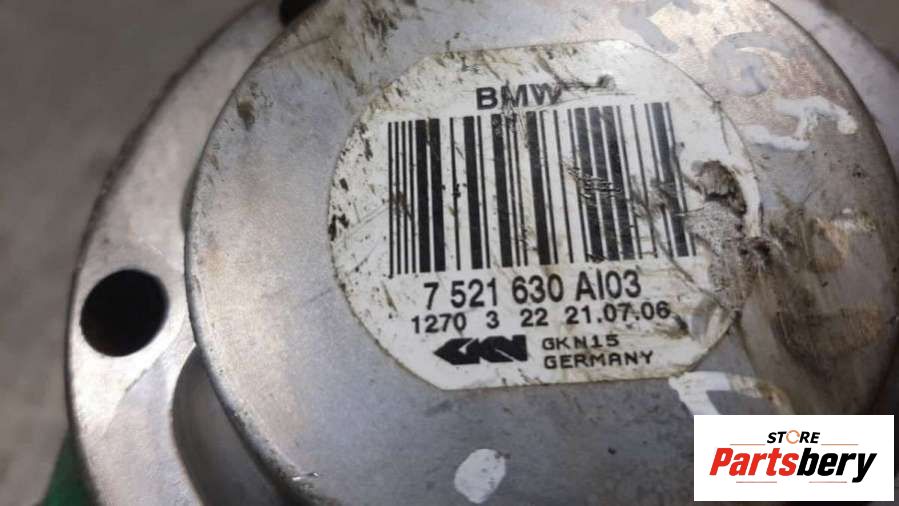 BMW
7 521 630 AI03
1270 3 22 21.07.06
GKN GKN15
GERMANY
STORE
Partsbery